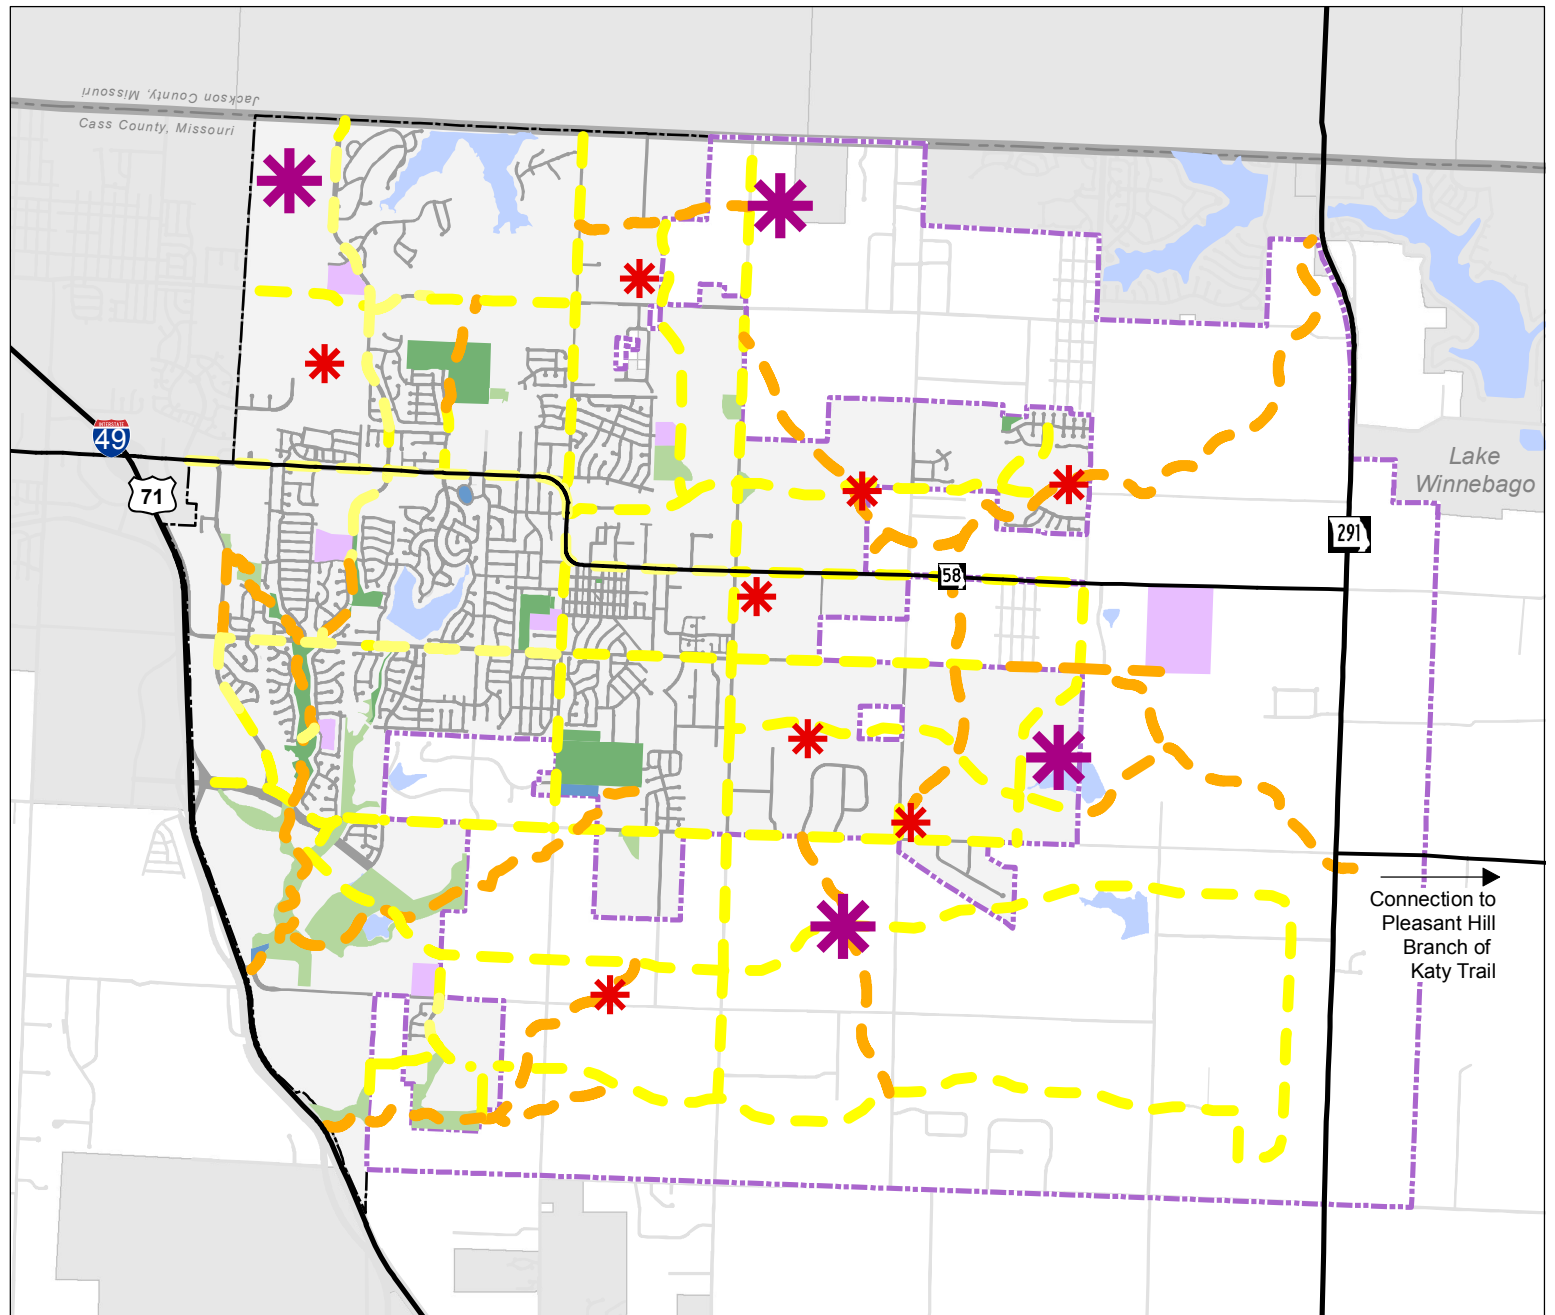 Jackson County, Missouri
Cass County, Missouri
INTERSTATE
49
71
Lake
Winnebago
291
58
Connection to
Pleasant Hill
Branch of
Katy Trail